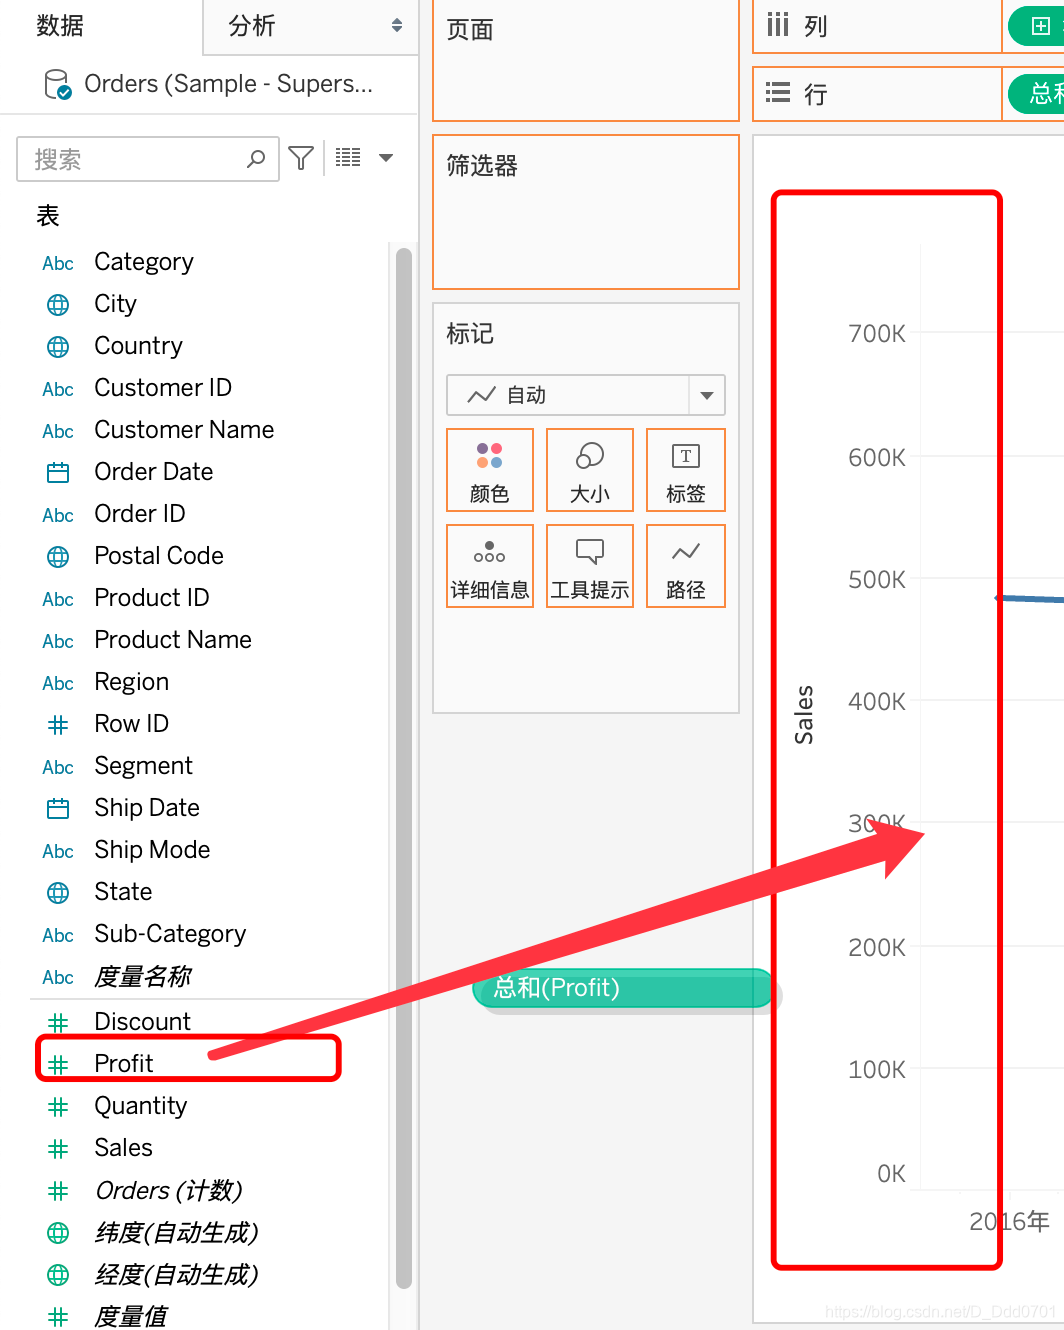 数据
分析
Orders (Sample - Supers...
搜索
表
Abc Category
City
Country
Abc Customer ID
Abc Customer Name
Order Date
Abc Order ID
Postal Code
Abc Product ID
Abc Product Name
Abc Region
Row ID
Abc Segment
Ship Date
Abc Ship Mode
State
Abc Sub-Category
Abc 度量名称
Discount
Profit
Quantity
Sales
Orders (计数)
纬度(自动生成)
经度(自动生成)
度量值
页面
筛选器
标记
自动
颜色
大小
T
标签
详细信息
工具提示
路径
总和(Profit)
列
行
总和
Sales
700K
600K
500K
400K
300K
200K
100K
0K
2016年
https://blog.csdn.net/D_Ddd0701